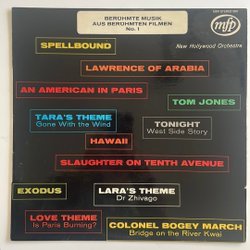 BERÜHMTE MUSIK
AUS BERÜHMTEN FILMEN
No. 1
mfp
New Hollywood Orchestra
SPELLBOUND
LAWRENCE OF ARABIA
AN AMERICAN IN PARIS
TOM JONES
TARA'S THEME
Gone With the Wind
TONIGHT
West Side Story
HAWAII
SLAUGHTER ON TENTH AVENUE
EXODUS
LARA'S THEME
Dr Zhivago
LOVE THEME
Is Paris Burning?
COLONEL BOGEY MARCH
Bridge on the River Kwai